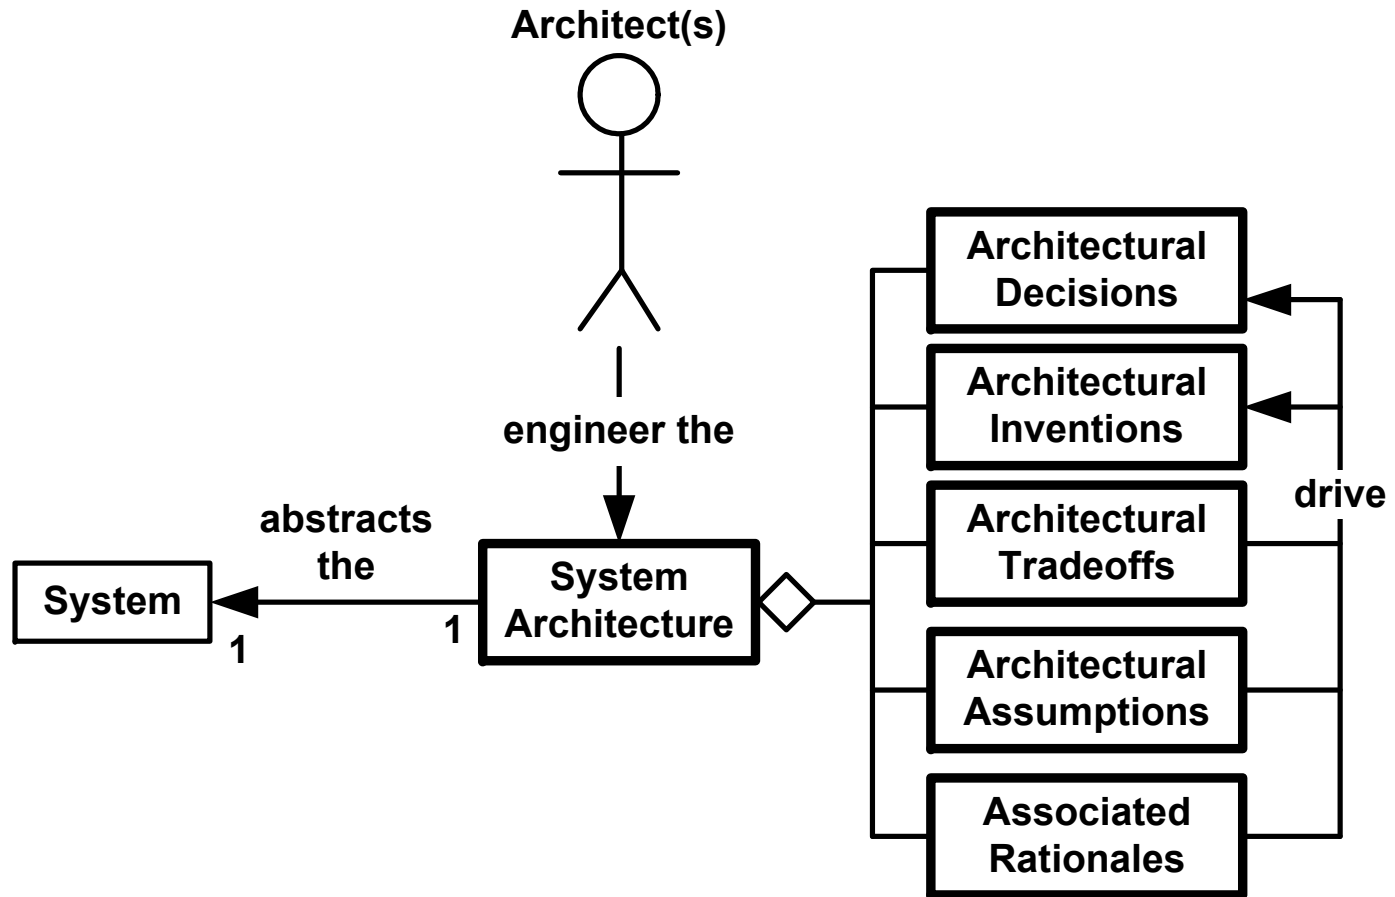 Architect(s)
engineer the
abstracts
the
System
1
1
System
Architecture
Architectural
Decisions
Architectural
Inventions
Architectural
Tradeoffs
Architectural
Assumptions
Associated
Rationales
drive